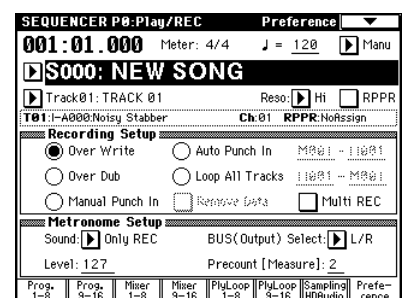 SEQUENCER P0:Play/REC Preference
001:01.000 Meter: 4/4 ♩ = 120 Manu
S000: NEW SONG
Track01: TRACK 01 Reso: Hi RPPR
T01:I-A000:Noisy Stabber Ch:01 RPPR:NoAssign
Recording Setup
Over Write Auto Punch In M001 - M001
Over Dub Loop All Tracks M001 - M001
Manual Punch In Remove Data Multi REC
Metronome Setup
Sound: Only REC BUS(Output) Select: L/R
Level: 127 Precount [Measure]: 2
Prog. 1-8 Prog. 9-16 Mixer 1-8 Mixer 9-16 PlyLoop 1-8 PlyLoop 9-16 Sampling HDAudio Prefe- rence